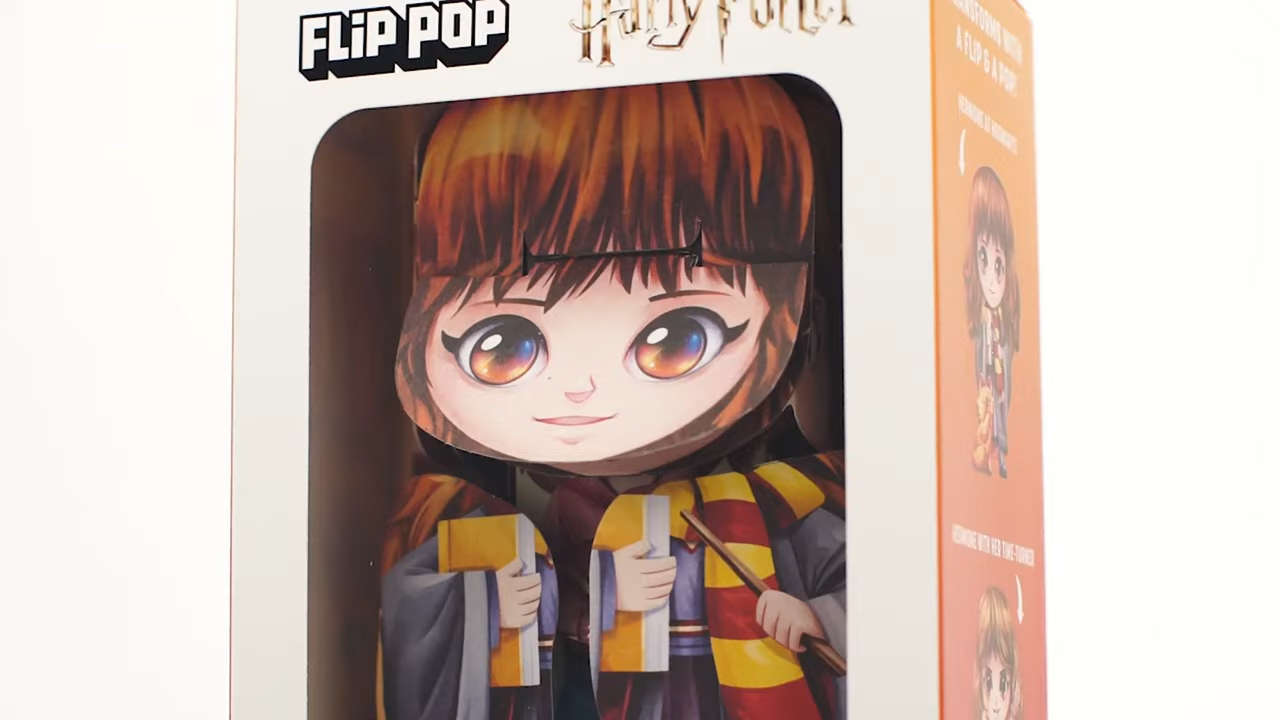 FLIP POP
Harry Potter
TRANSFORMS WITH
A FLIP & A POP!
HERMIONE AT HOGWARTS
HERMIONE WITH HER TIME-TURNER